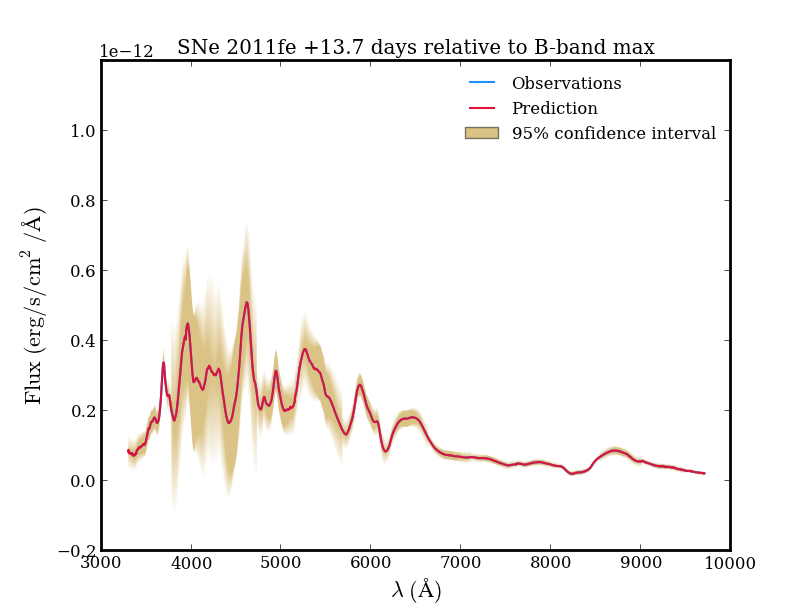 SNe 2011fe +13.7 days relative to B-band max
1e−12
Observations
Prediction
95% confidence interval
1.0
0.8
0.6
0.4
0.2
0.0
−0.2
Flux (erg/s/cm² /Å)
3000 4000 5000 6000 7000 8000 9000 10000
λ (Å)